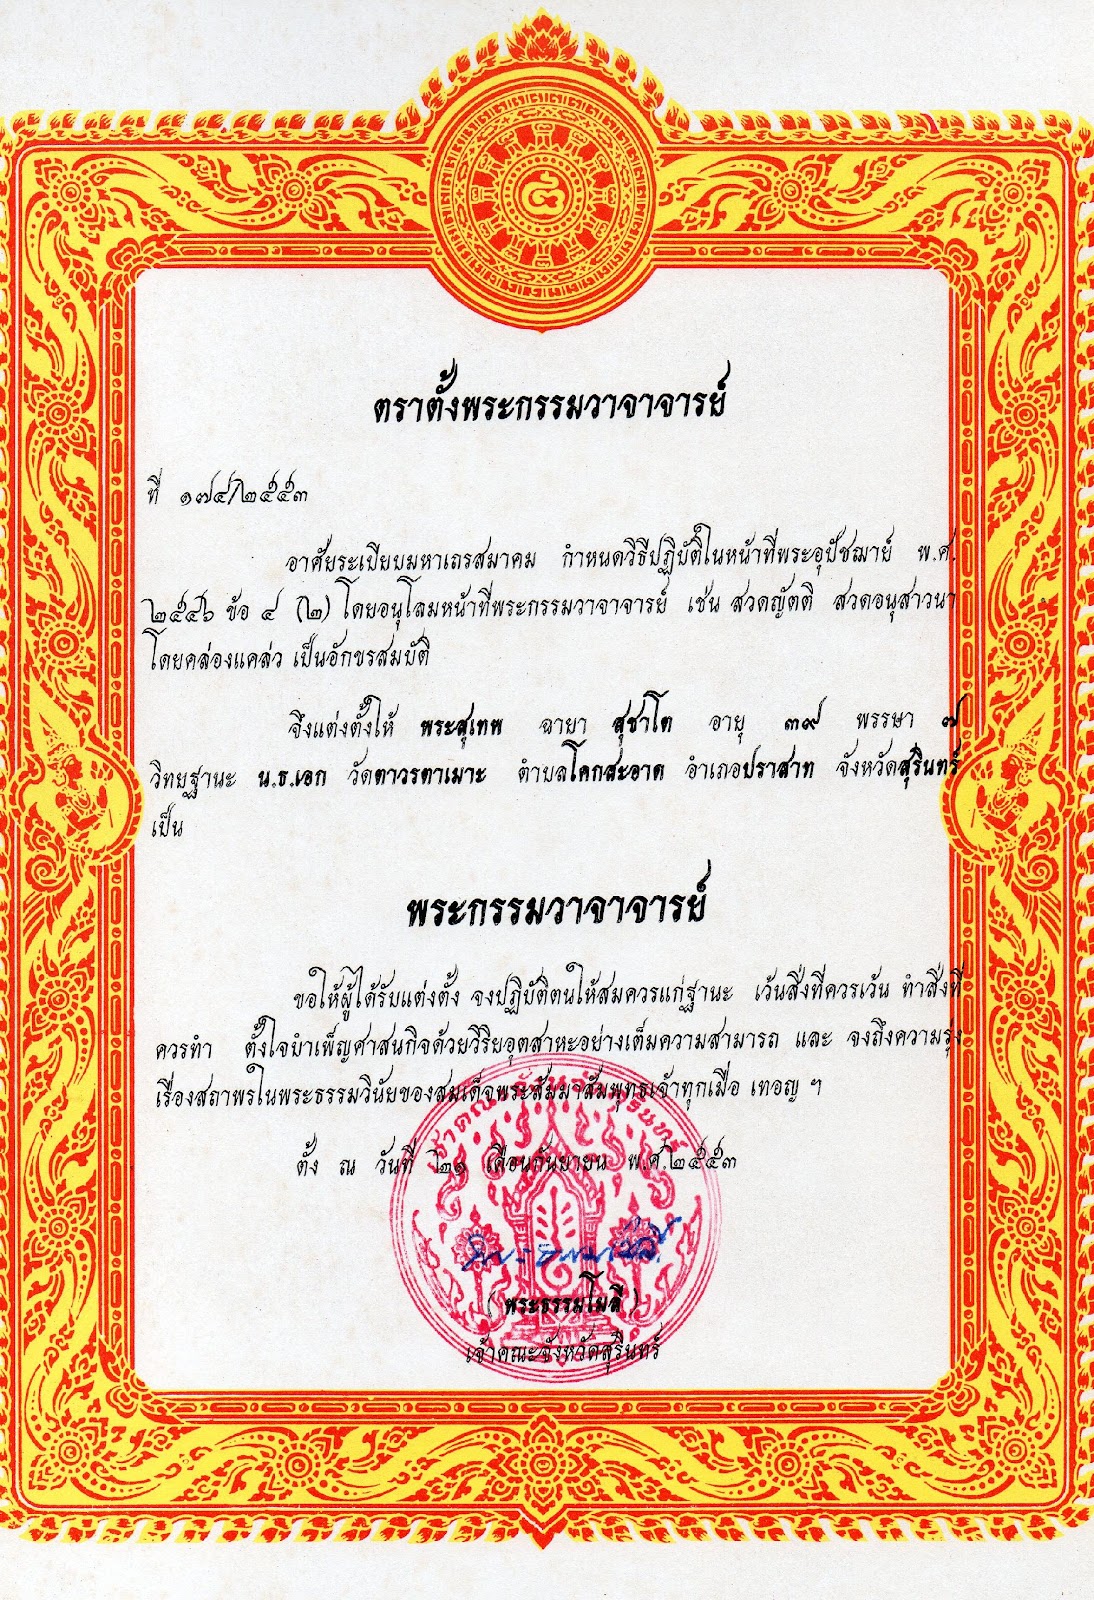 ตราตั้งพระกรรมวาจาจารย์
ที่ ๑๗๔/๒๕๕๓
อาศัยระเบียบมหาเถรสมาคม กำหนดวิธีปฏิบัติในหน้าที่พระอุปัชฌาย์ พ.ศ.
๒๕๔๖ ข้อ ๔ (๒) โดยอนุโลมหน้าที่พระกรรมวาจาจารย์ เช่น สวดญัตติ สวดอนุสาวนา
โดยคล่องแคล่ว เป็นอักขรสมบัติ
จึงแต่งตั้งให้ พระสุเทพ ฉายา สุชาโต อายุ ๓๙ พรรษา ๗
วิทยฐานะ น.ธ.เอก วัดตาวรตาเมาะ ตำบลโคกสะอาด อำเภอปราสาท จังหวัดสุรินทร์
เป็น
พระกรรมวาจาจารย์
ขอให้ผู้ได้รับแต่งตั้ง จงปฏิบัติตนให้สมควรแก่ฐานะ เว้นสิ่งที่ควรเว้น ทำสิ่งที่
ควรทำ ตั้งใจบำเพ็ญศาสนกิจด้วยวิริยอุตสาหะอย่างเต็มความสามารถ และ จงถึงความรุ่ง
เรืองสถาพรในพระธรรมวินัยของสมเด็จพระสัมมาสัมพุทธเจ้าทุกเมื่อ เทอญ ฯ
ตั้ง ณ วันที่ ๒๑ เดือนกันยายน พ.ศ.๒๕๕๓
(พระธรรมโมลี)
เจ้าคณะจังหวัดสุรินทร์